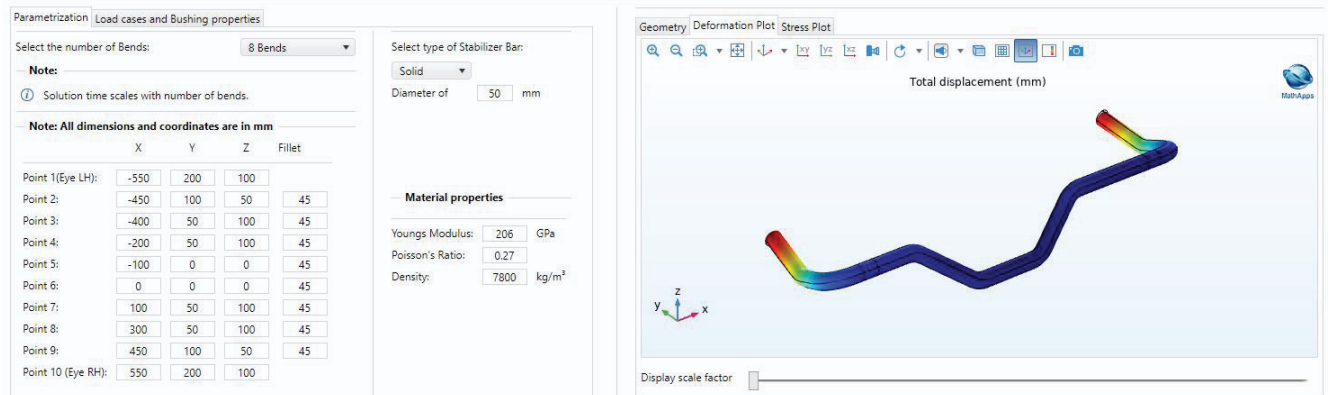 Parametrization Load cases and Bushing properties
Select the number of Bends: 8 Bends
Note:
Solution time scales with number of bends.
Note: All dimensions and coordinates are in mm
X Y Z Fillet
Point 1(Eye LH): -550 200 100
Point 2: -450 100 50 45
Point 3: -400 50 100 45
Point 4: -200 50 100 45
Point 5: -100 0 0 45
Point 6: 0 0 0 45
Point 7: 100 50 100 45
Point 8: 300 50 100 45
Point 9: 450 100 50 45
Point 10 (Eye RH): 550 200 100
Select type of Stabilizer Bar:
Solid
Diameter of 50 mm
Material properties
Youngs Modulus: 206 GPa
Poisson's Ratio: 0.27
Density: 7800 kg/m³
Geometry Deformation Plot Stress Plot
xy yz xz
Total displacement (mm)
MathApps
z
y x
Display scale factor